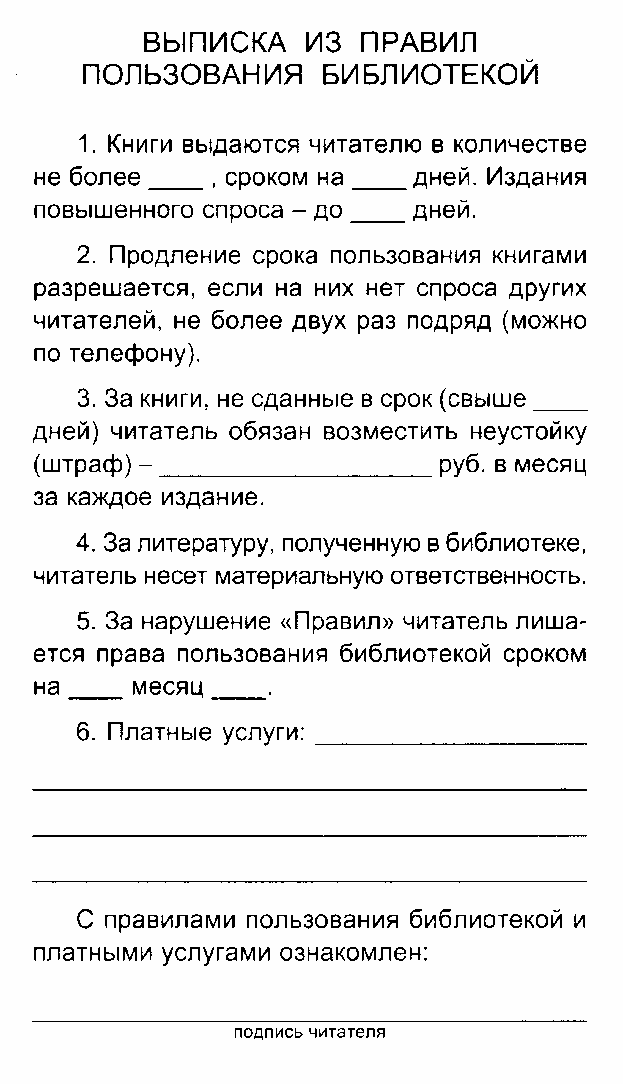 ВЫПИСКА ИЗ ПРАВИЛ
ПОЛЬЗОВАНИЯ БИБЛИОТЕКОЙ
1. Книги выдаются читателю в количестве
не более ____ , сроком на ____ дней. Издания
повышенного спроса – до ____ дней.
2. Продление срока пользования книгами
разрешается, если на них нет спроса других
читателей, не более двух раз подряд (можно
по телефону).
3. За книги, не сданные в срок (свыше ____
дней) читатель обязан возместить неустойку
(штраф) – ____________________ руб. в месяц
за каждое издание.
4. За литературу, полученную в библиотеке,
читатель несет материальную ответственность.
5. За нарушение «Правил» читатель лиша-
ется права пользования библиотекой сроком
на ____ месяц ____.
6. Платные услуги: ____________________
С правилами пользования библиотекой и
платными услугами ознакомлен:
подпись читателя